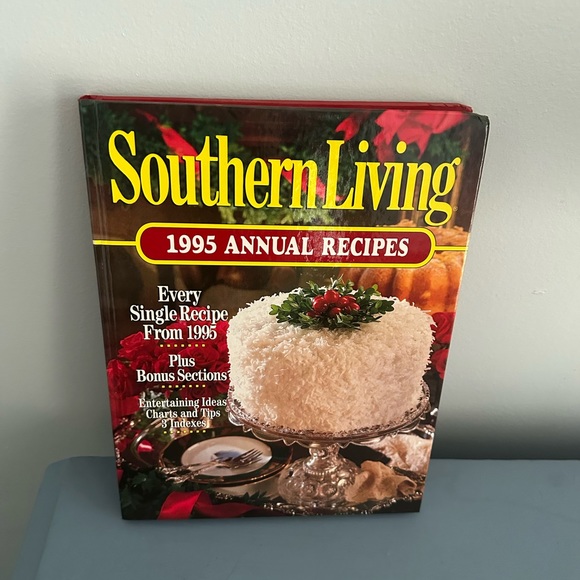 Southern Living
1995 ANNUAL RECIPES
Every
Single Recipe
From 1995
Plus
Bonus Sections
Entertaining Ideas
Charts and Tips
3 Indexes